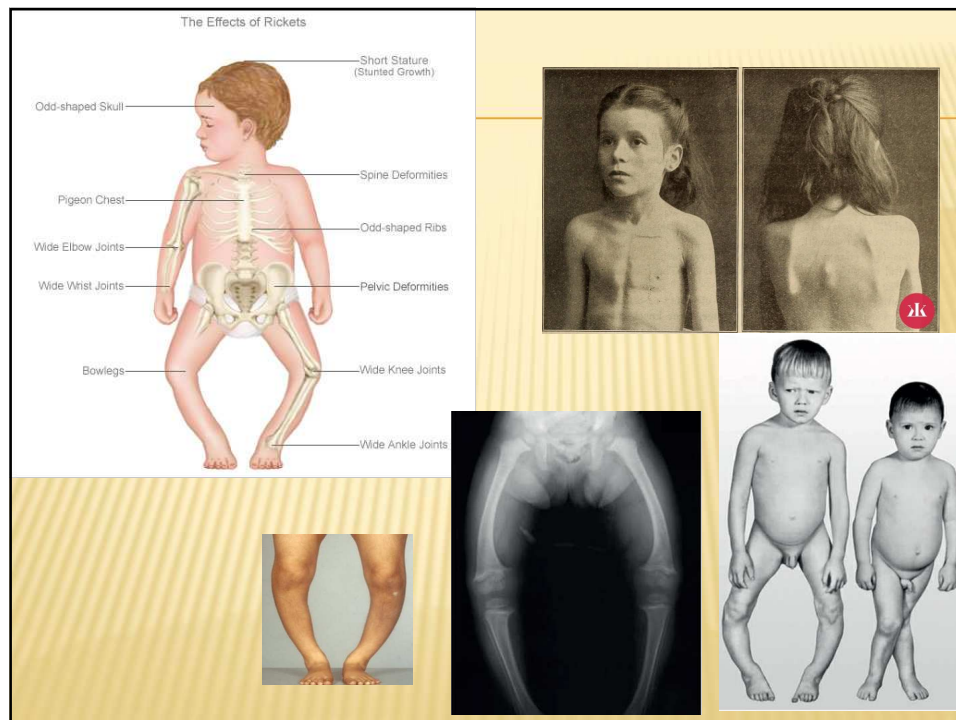 The Effects of Rickets
Short Stature
(Stunted Growth)
Odd-shaped Skull
Spine Deformities
Pigeon Chest
Odd-shaped Ribs
Wide Elbow Joints
Wide Wrist Joints
Pelvic Deformities
Bowlegs
Wide Knee Joints
Wide Ankle Joints